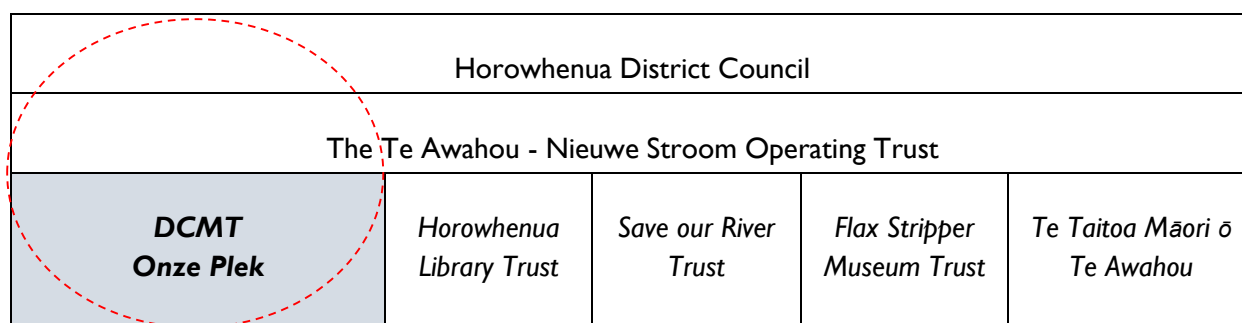 Horowhenua District Council
The Te Awahou - Nieuwe Stroom Operating Trust
DCMT
Onze Plek
Horowhenua
Library Trust
Save our River
Trust
Flax Stripper
Museum Trust
Te Taitoa Māori ō
Te Awahou